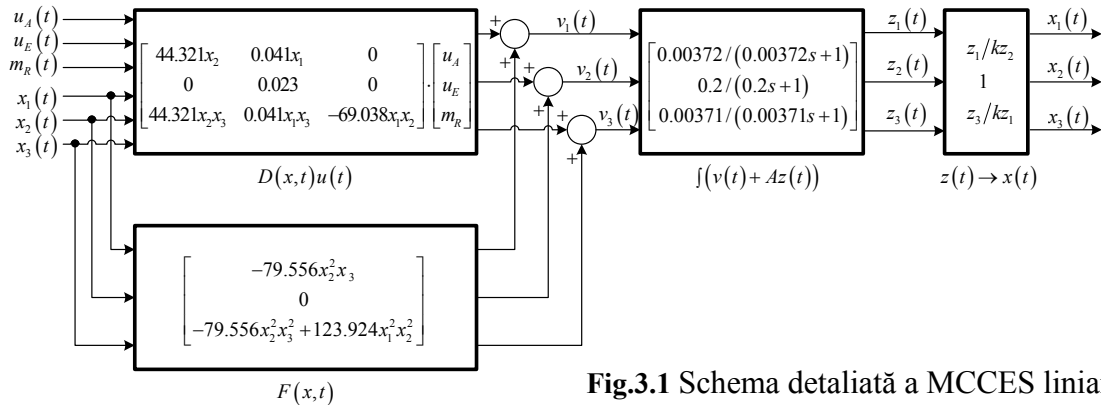 u_A(t)
u_E(t)
m_R(t)
x_1(t)
x_2(t)
x_3(t)
44.321x_2 0.041x_1 0
0 0.023 0
44.321x_2x_3 0.041x_1x_3 −69.038x_1x_2
·
u_A
u_E
m_R
D(x,t)u(t)
−79.556x_2^2x_3
0
−79.556x_2^2x_3^2+123.924x_1^2x_2^2
F(x,t)
+
+
+
+
+
+
v_1(t)
v_2(t)
v_3(t)
0.00372/(0.00372s+1)
0.2/(0.2s+1)
0.00371/(0.00371s+1)
∫(v(t)+Az(t))
z_1(t)
z_2(t)
z_3(t)
z_1/kz_2
1
z_3/kz_1
z(t)→x(t)
x_1(t)
x_2(t)
x_3(t)
Fig.3.1 Schema detaliată a MCCES linia